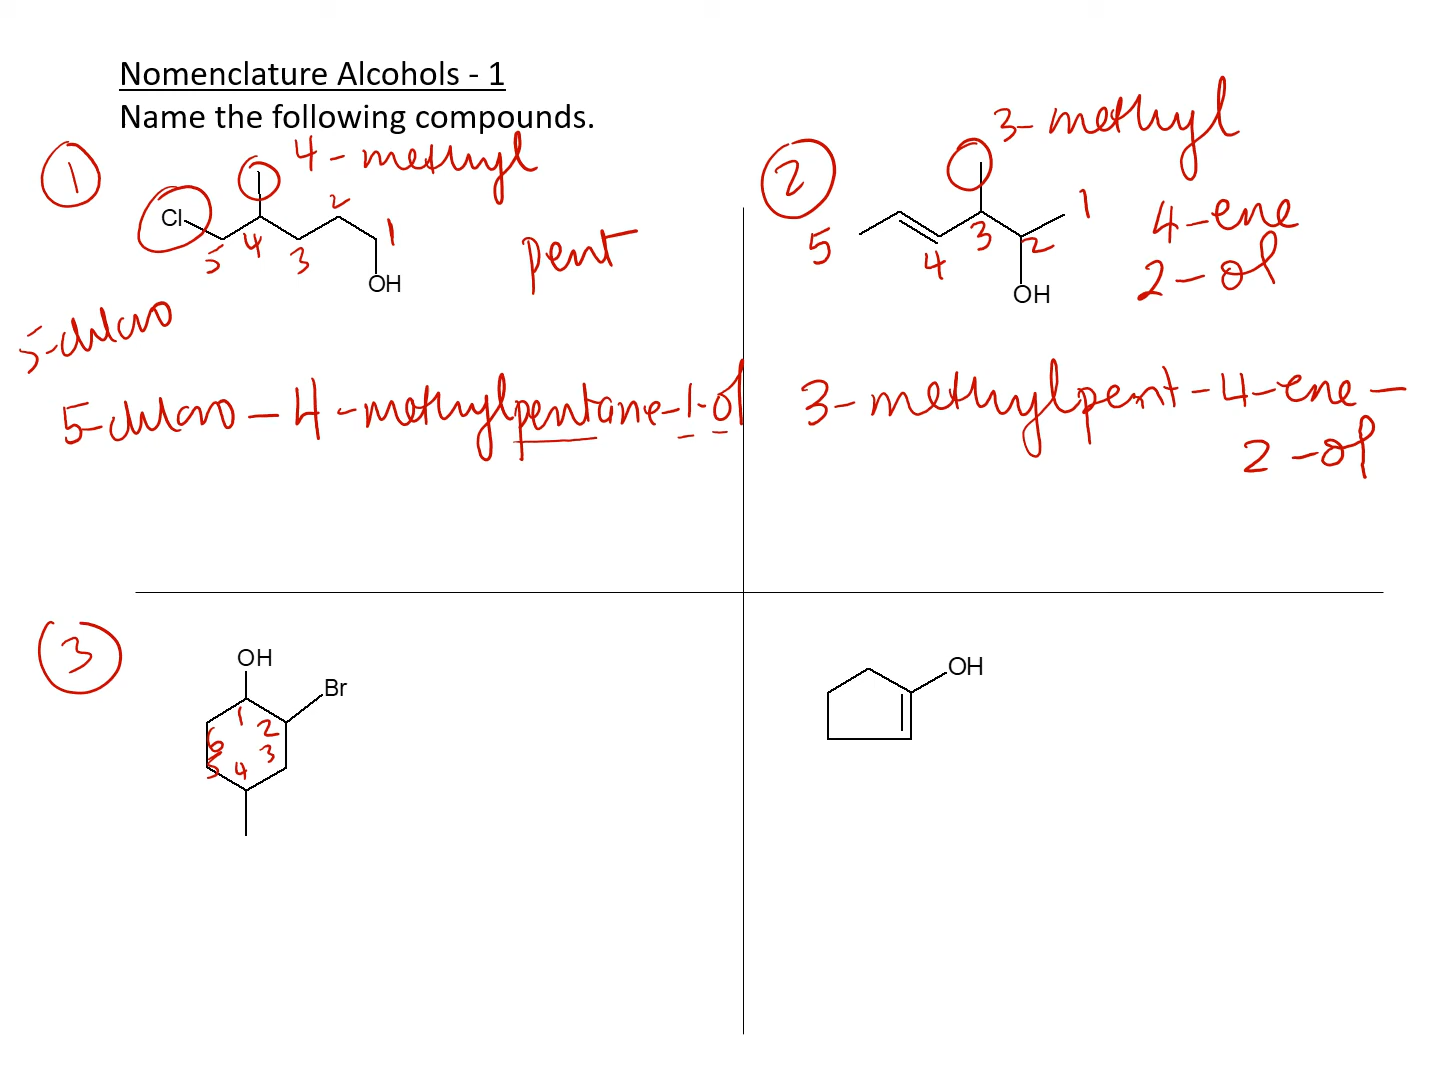 Nomenclature Alcohols - 1
Name the following compounds.
1
4 - methyl
Cl
5
4
3
2
1
OH
pent
5-chloro
5-chloro - 4 - methylpentane-1-ol
2
3- methyl
5
4
3
2
1
OH
4-ene
2-ol
3-methylpent-4-ene-
2-ol
3
OH
Br
1
2
3
4
5
6
OH